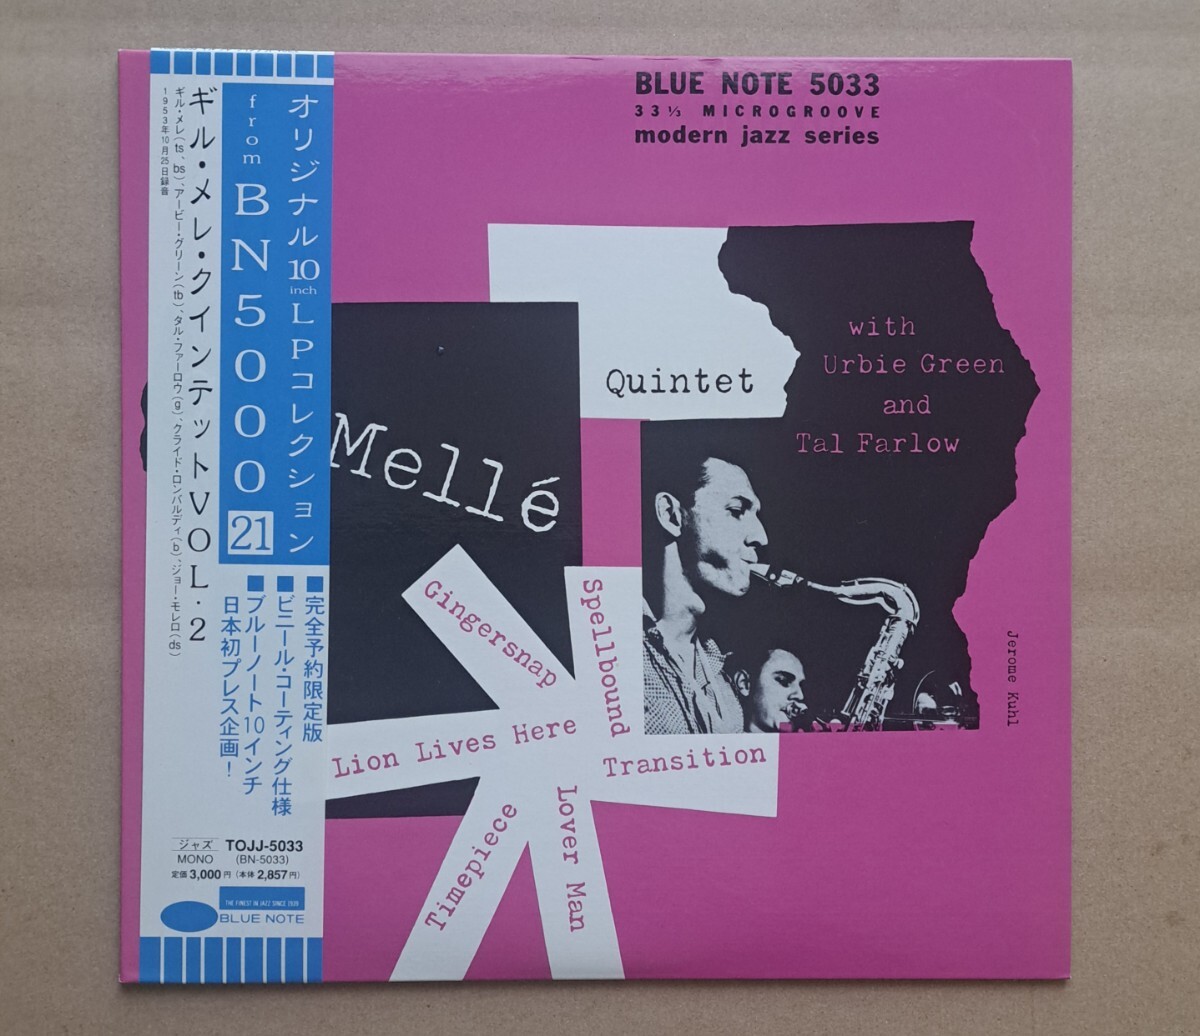 オリジナル10inchLPコレクション
from BN5000 21
ギル・メレ・クインテットVOL・2
ギル・メレ(ts、bs)、アービー・グリーン(tb)、タル・ファーロウ(g)、クライド・ロンバルディ(b)、ジョー・モレロ(ds)
1953年10月25日録音
■完全予約限定版
■ビニール・コーティング仕様
■ブルーノート10インチ
日本初プレス企画!
ジャズ TOJJ-5033
MONO (BN-5033)
定価3,000円(本体2,857円)
THE FINEST IN JAZZ SINCE 1939
BLUE NOTE
BLUE NOTE 5033
33 ⅓ MICROGROOVE
modern jazz series
Mellé
Quintet
with
Urbie Green
and
Tal Farlow
Jerome Kuhl
Gingersnap
Spellbound
Lion Lives Here
Transition
Timepiece
Lover Man